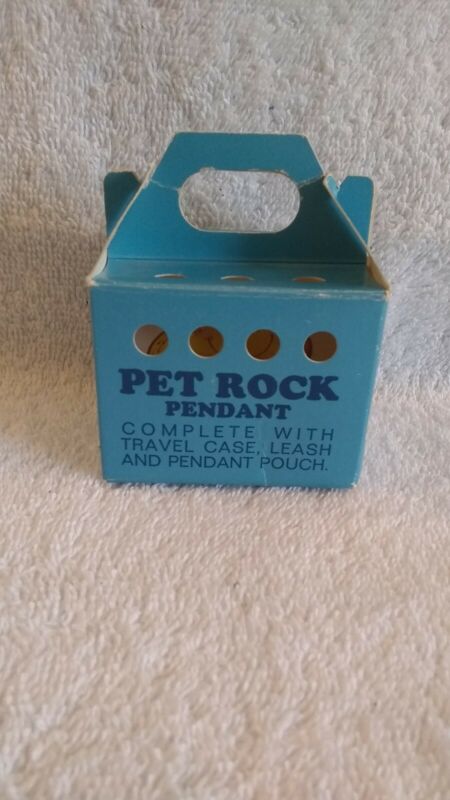 PET ROCK
PENDANT
COMPLETE WITH
TRAVEL CASE, LEASH
AND PENDANT POUCH.